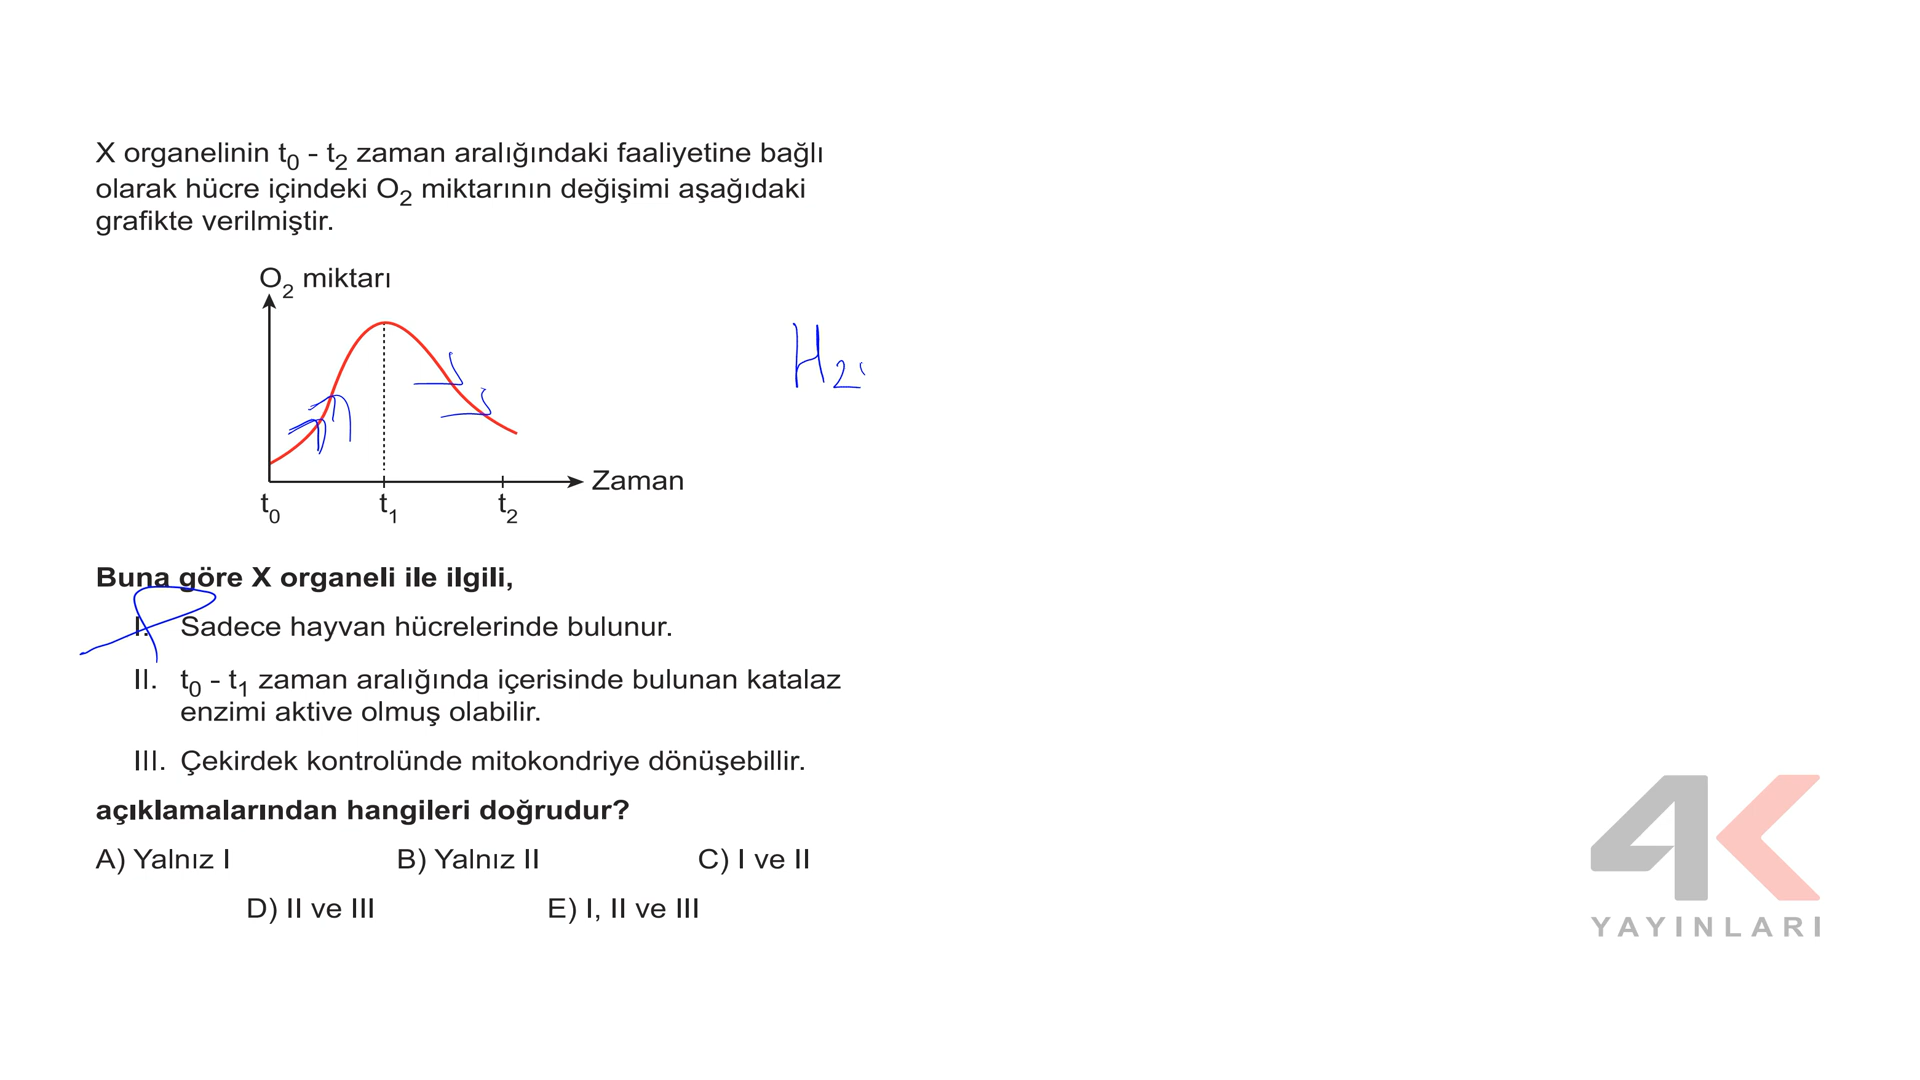 X organelinin t0 - t2 zaman aralığındaki faaliyetine bağlı
olarak hücre içindeki O2 miktarının değişimi aşağıdaki
grafikte verilmiştir.
O2 miktarı
H2
Zaman
t0 t1 t2
Buna göre X organeli ile ilgili,
I. Sadece hayvan hücrelerinde bulunur.
II. t0 - t1 zaman aralığında içerisinde bulunan katalaz
enzimi aktive olmuş olabilir.
III. Çekirdek kontrolünde mitokondriye dönüşebillir.
açıklamalarından hangileri doğrudur?
A) Yalnız I B) Yalnız II C) I ve II
D) II ve III E) I, II ve III
4K
YAYINLARI